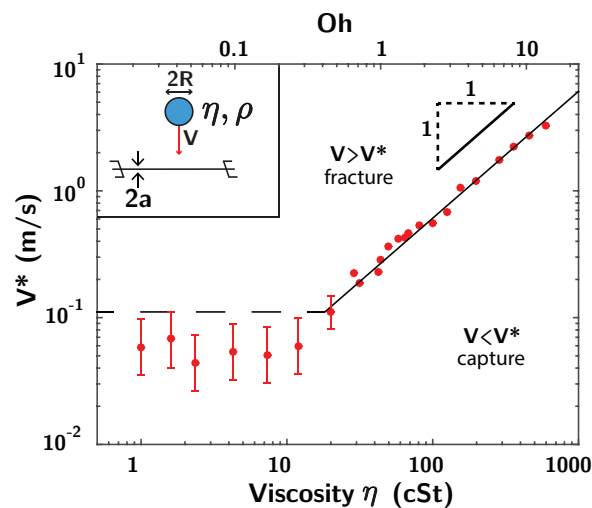 Oh
0.1 1 10
10^1
10^0
10^-1
10^-2
V* (m/s)
2R
η, ρ
V
2a
1
1
V>V*
fracture
V<V*
capture
1 10 100 1000
Viscosity η (cSt)